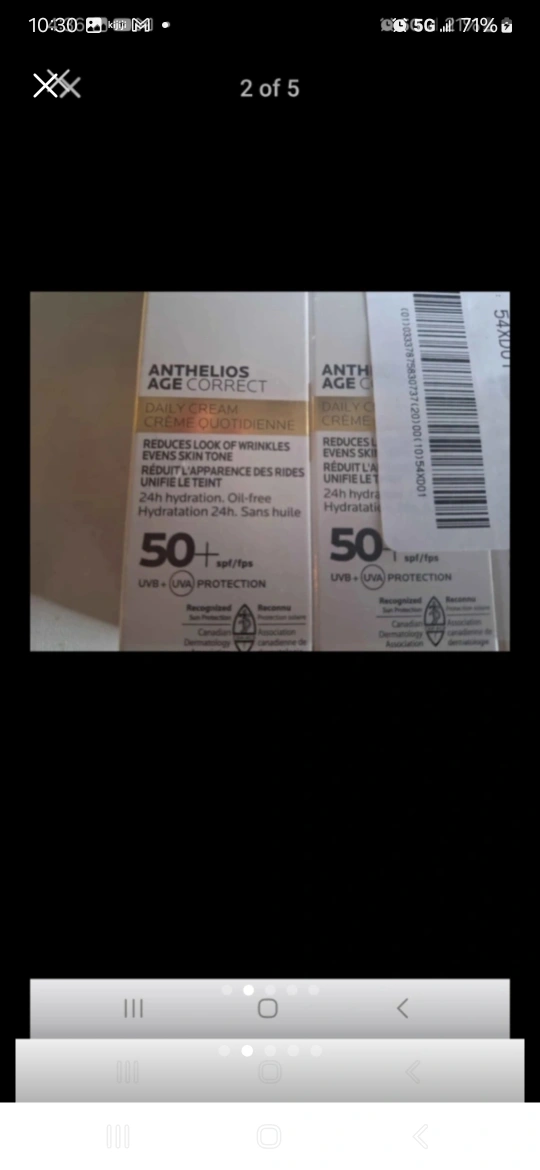 10:30
kijiji
5G
71%
2 of 5
ANTHELIOS
AGE CORRECT
DAILY CREAM
CRÈME QUOTIDIENNE
REDUCES LOOK OF WRINKLES
EVENS SKIN TONE
RÉDUIT L'APPARENCE DES RIDES
UNIFIE LE TEINT
24h hydration. Oil-free
Hydratation 24h. Sans huile
50+ spf/fps
UVB + UVA PROTECTION
Recognized Reconnu
Sun Protection Protection solaire
Canadian Association
Dermatology canadienne de
ANTH
AGE C
DAILY C
CRÈME
REDUCES L
EVENS SKI
RÉDUIT L'A
UNIFIE LE T
24h hydra
Hydratati
50+ spf/fps
UVB + UVA PROTECTION
Recognized Reconnu
Sun Protection Protection solaire
Canadian Association
Dermatology canadienne de
Association dermatologie
54XD01